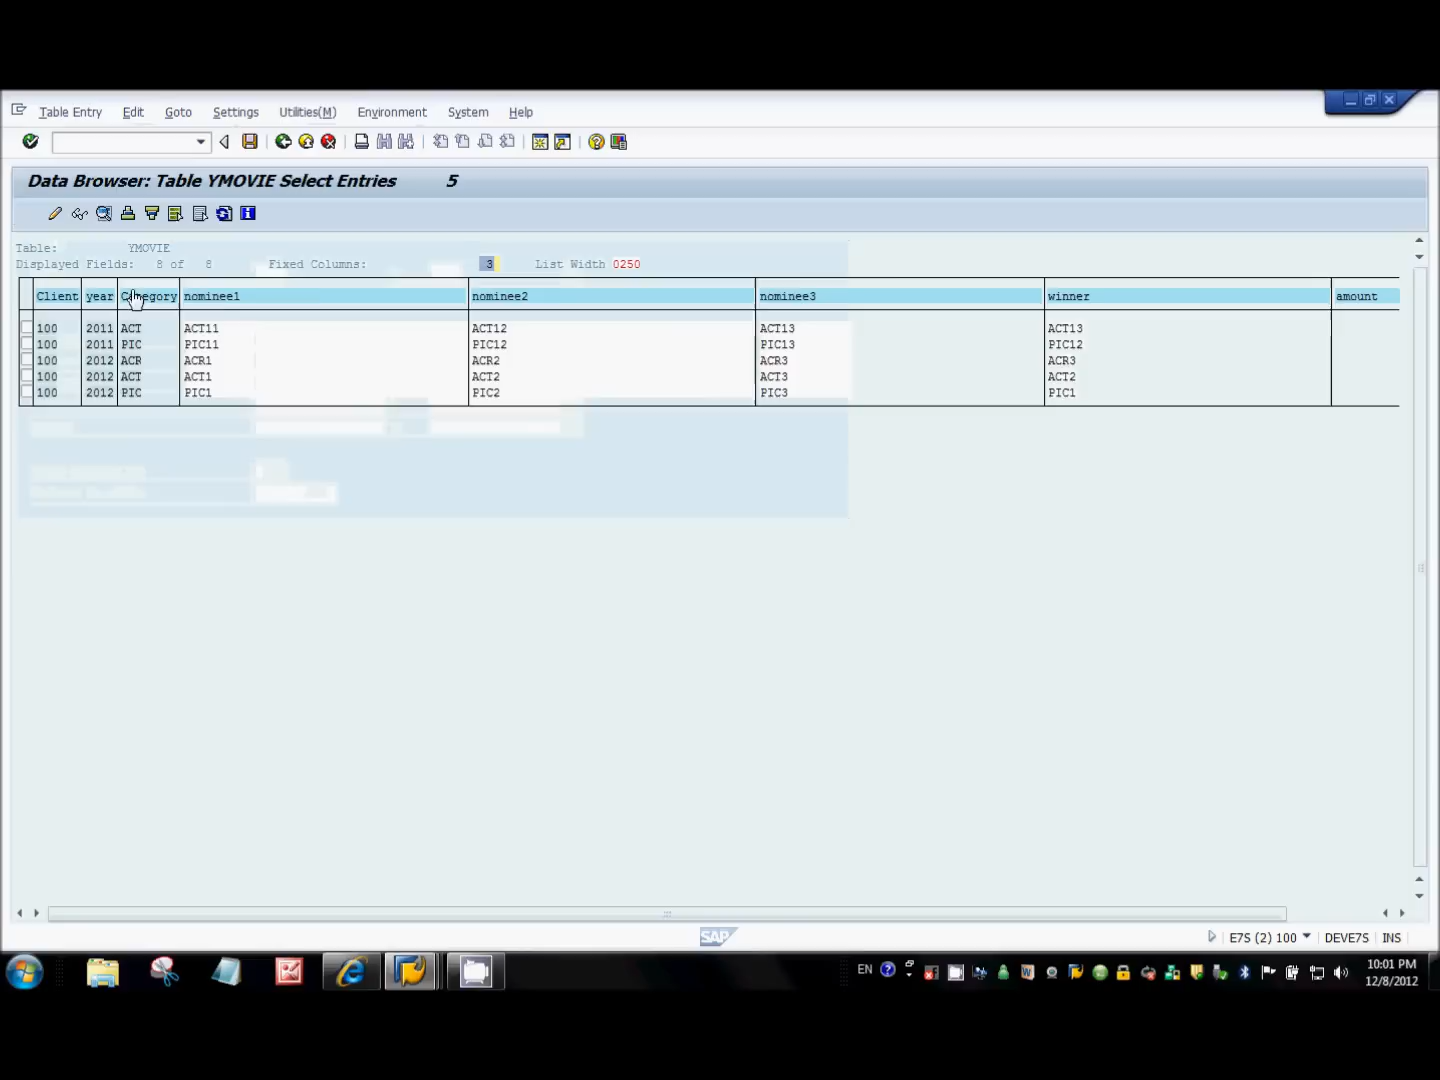 Table Entry Edit Goto Settings Utilities(M) Environment System Help
Data Browser: Table YMOVIE Select Entries 5
Table: YMOVIE
Displayed Fields: 8 of 8 Fixed Columns: 3 List Width 0250
Client year Category nominee1 nominee2 nominee3 winner amount
100 2011 ACT ACT11 ACT12 ACT13 ACT13
100 2011 PIC PIC11 PIC12 PIC13 PIC12
100 2012 ACR ACR1 ACR2 ACR3 ACR3
100 2012 ACT ACT1 ACT2 ACT3 ACT2
100 2012 PIC PIC1 PIC2 PIC3 PIC1
SAP
E7S (2) 100 DEVE7S INS
EN
10:01 PM
12/8/2012